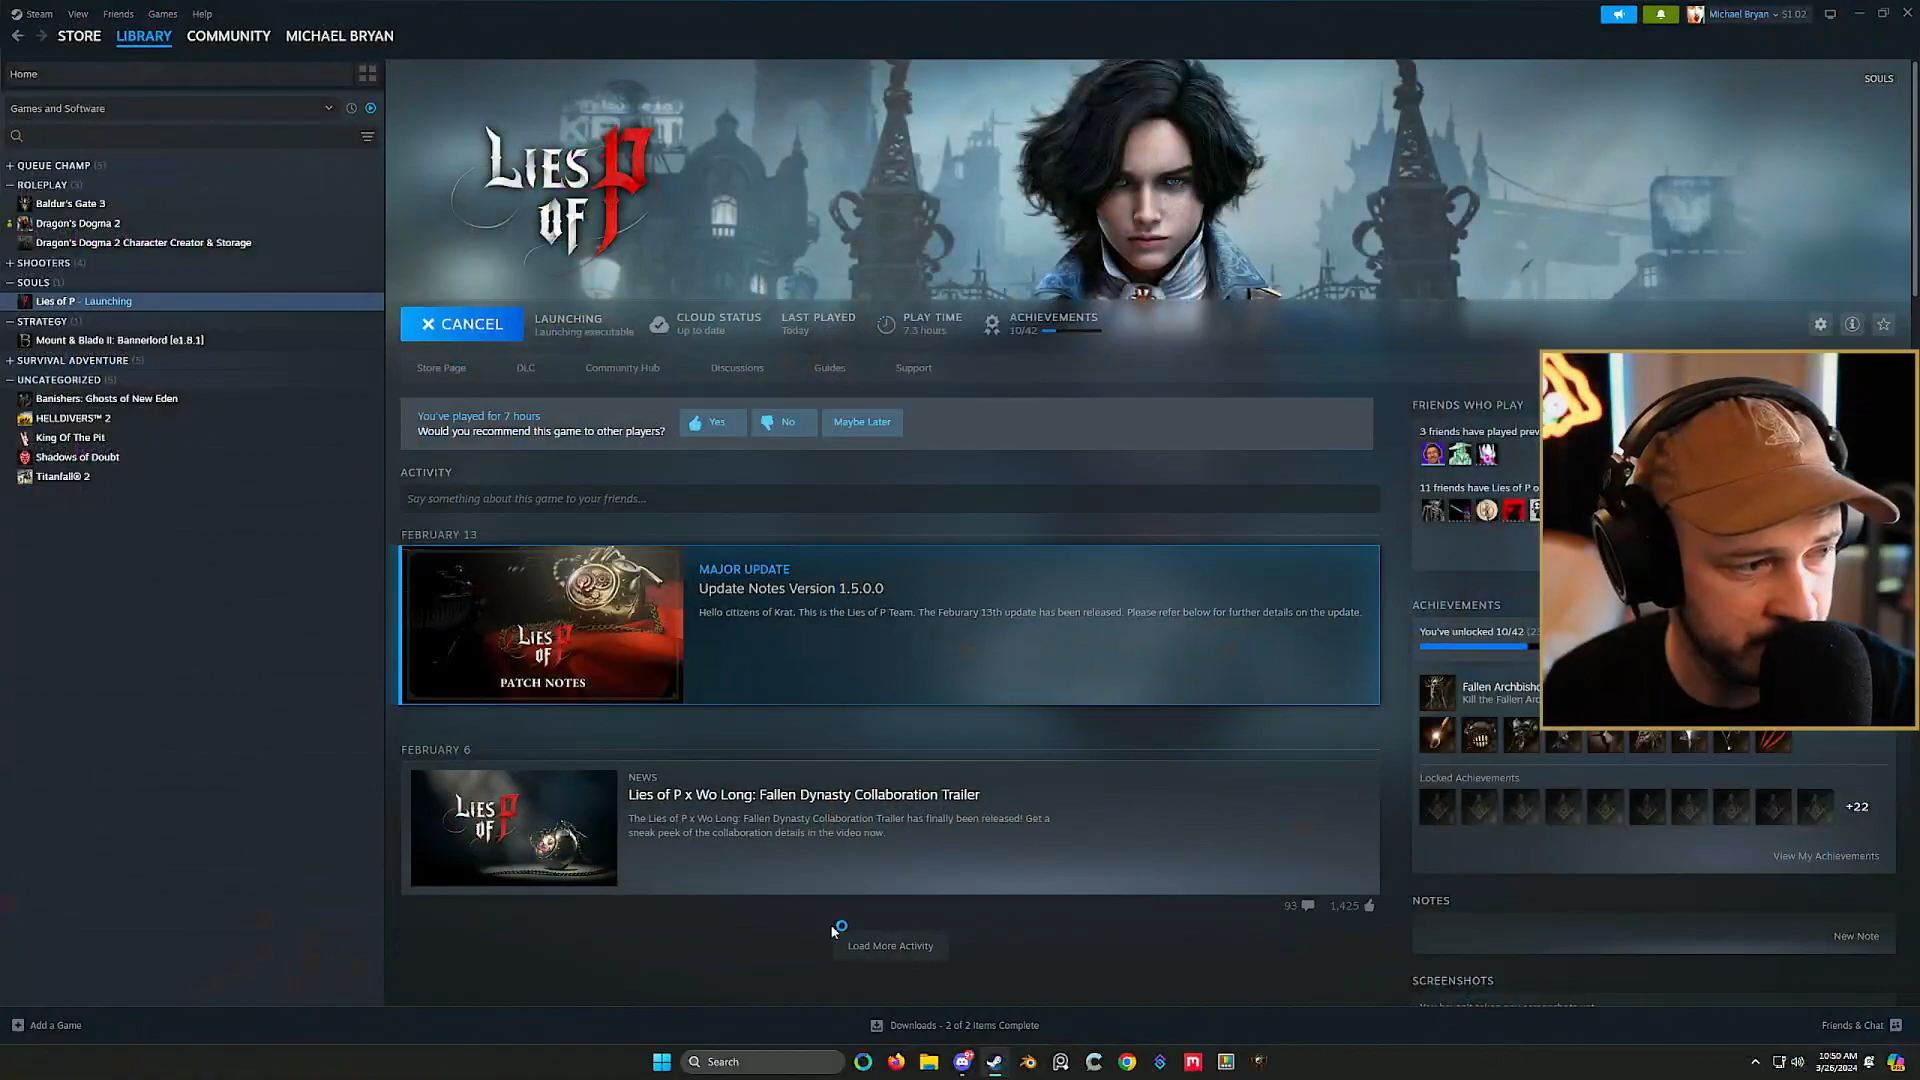 Steam View Friends Games Help
Michael Bryan $1.02
STORE LIBRARY COMMUNITY MICHAEL BRYAN
Home
Games and Software
QUEUE CHAMP (5)
ROLEPLAY (3)
Baldur's Gate 3
Dragon's Dogma 2
Dragon's Dogma 2 Character Creator & Storage
SHOOTERS (4)
SOULS (1)
Lies of P - Launching
STRATEGY (1)
Mount & Blade II: Bannerlord [e1.8.1]
SURVIVAL ADVENTURE (5)
UNCATEGORIZED (5)
Banishers: Ghosts of New Eden
HELLDIVERS™ 2
King Of The Pit
Shadows of Doubt
Titanfall® 2
SOULS
LIES OF P
CANCEL
LAUNCHING
Launching executable
CLOUD STATUS
Up to date
LAST PLAYED
Today
PLAY TIME
7.3 hours
ACHIEVEMENTS
10/42
Store Page DLC Community Hub Discussions Guides Support
You've played for 7 hours
Would you recommend this game to other players?
Yes No Maybe Later
ACTIVITY
Say something about this game to your friends...
FEBRUARY 13
LIES OF P
PATCH NOTES
MAJOR UPDATE
Update Notes Version 1.5.0.0
Hello citizens of Krat, This is the Lies of P Team. The Feburary 13th update has been released. Please refer below for further details on the update.
FEBRUARY 6
LIES OF P
NEWS
Lies of P x Wo Long: Fallen Dynasty Collaboration Trailer
The Lies of P x Wo Long: Fallen Dynasty Collaboration Trailer has finally been released! Get a
sneak peek of the collaboration details in the video now.
93 1,425
Load More Activity
FRIENDS WHO PLAY
3 friends have played prev
11 friends have Lies of P o
ACHIEVEMENTS
You've unlocked 10/42
Fallen Archbisho
Kill the Fallen Arc
Locked Achievements
+22
View My Achievements
NOTES
New Note
SCREENSHOTS
Add a Game
Downloads - 2 of 2 Items Complete
Friends & Chat
Search
10:50 AM
3/26/2024